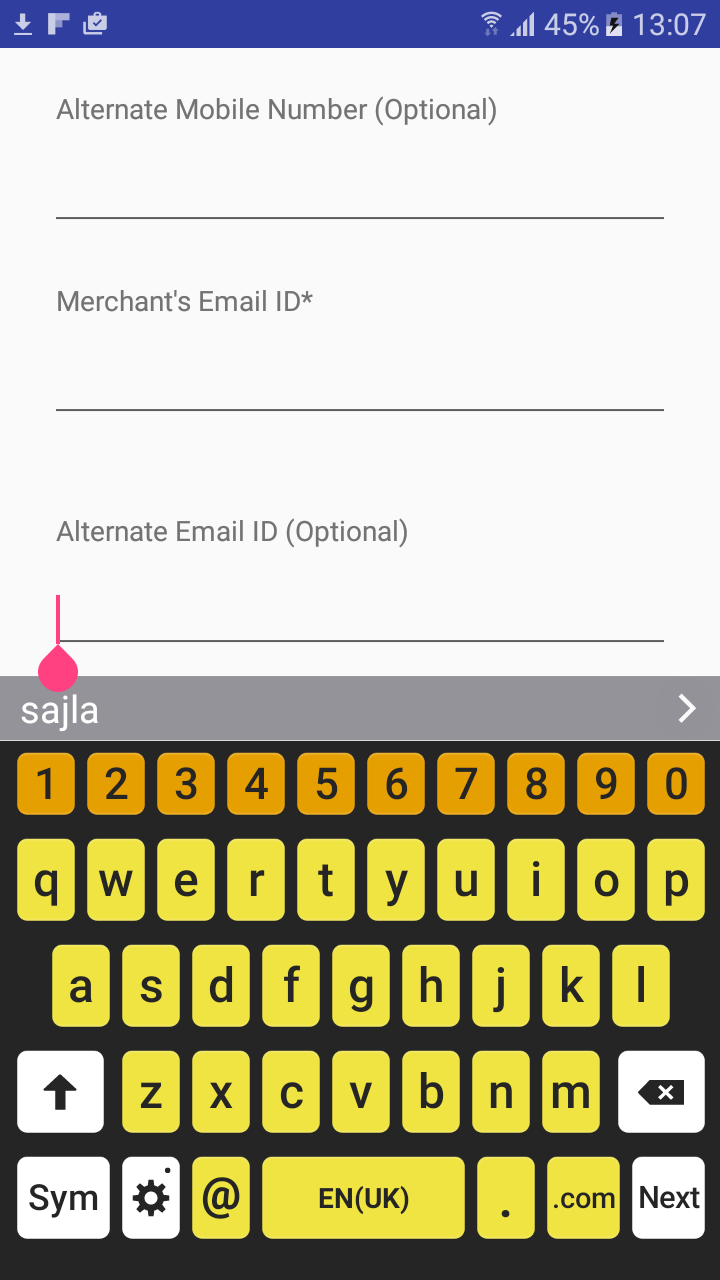 45% 13:07
Alternate Mobile Number (Optional)
Merchant's Email ID*
Alternate Email ID (Optional)
sajla
1 2 3 4 5 6 7 8 9 0
q w e r t y u i o p
a s d f g h j k l
z x c v b n m
Sym @ EN(UK) . .com Next